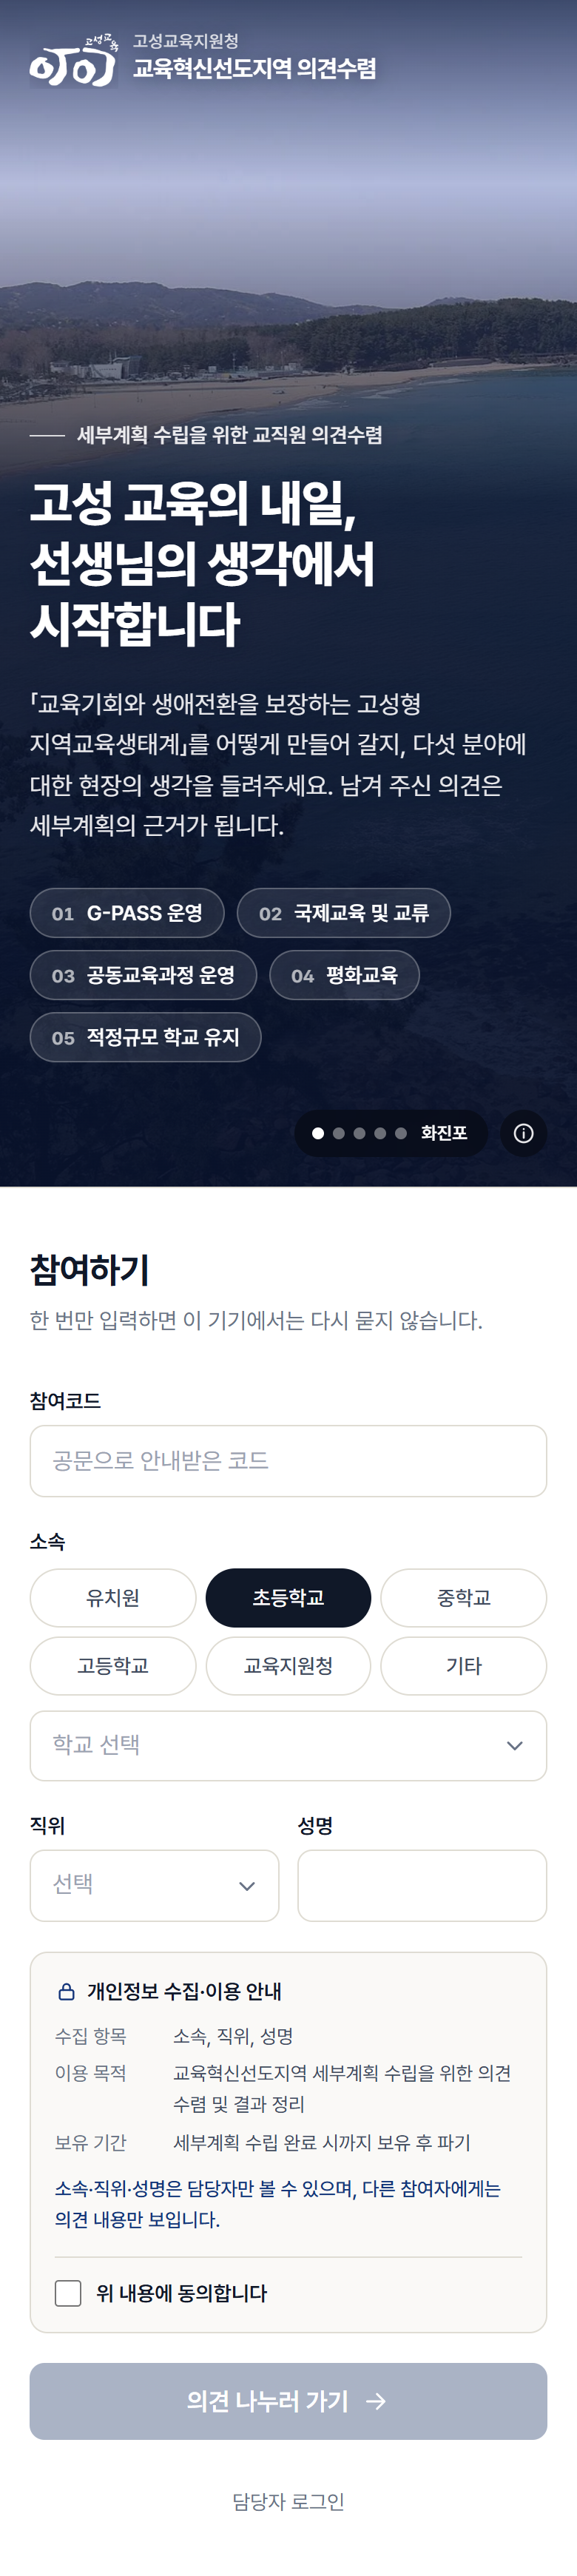 고성교육
아이
고성교육지원청
교육혁신선도지역 의견수렴
세부계획 수립을 위한 교직원 의견수렴
고성 교육의 내일,
선생님의 생각에서
시작합니다
「교육기회와 생애전환을 보장하는 고성형
지역교육생태계」를 어떻게 만들어 갈지, 다섯 분야에
대한 현장의 생각을 들려주세요. 남겨 주신 의견은
세부계획의 근거가 됩니다.
01 G-PASS 운영 02 국제교육 및 교류
03 공동교육과정 운영 04 평화교육
05 적정규모 학교 유지
화진포
참여하기
한 번만 입력하면 이 기기에서는 다시 묻지 않습니다.
참여코드
공문으로 안내받은 코드
소속
유치원 초등학교 중학교
고등학교 교육지원청 기타
학교 선택
직위 성명
선택
개인정보 수집·이용 안내
수집 항목 소속, 직위, 성명
이용 목적 교육혁신선도지역 세부계획 수립을 위한 의견
수렴 및 결과 정리
보유 기간 세부계획 수립 완료 시까지 보유 후 파기
소속·직위·성명은 담당자만 볼 수 있으며, 다른 참여자에게는
의견 내용만 보입니다.
위 내용에 동의합니다
의견 나누러 가기 →
담당자 로그인